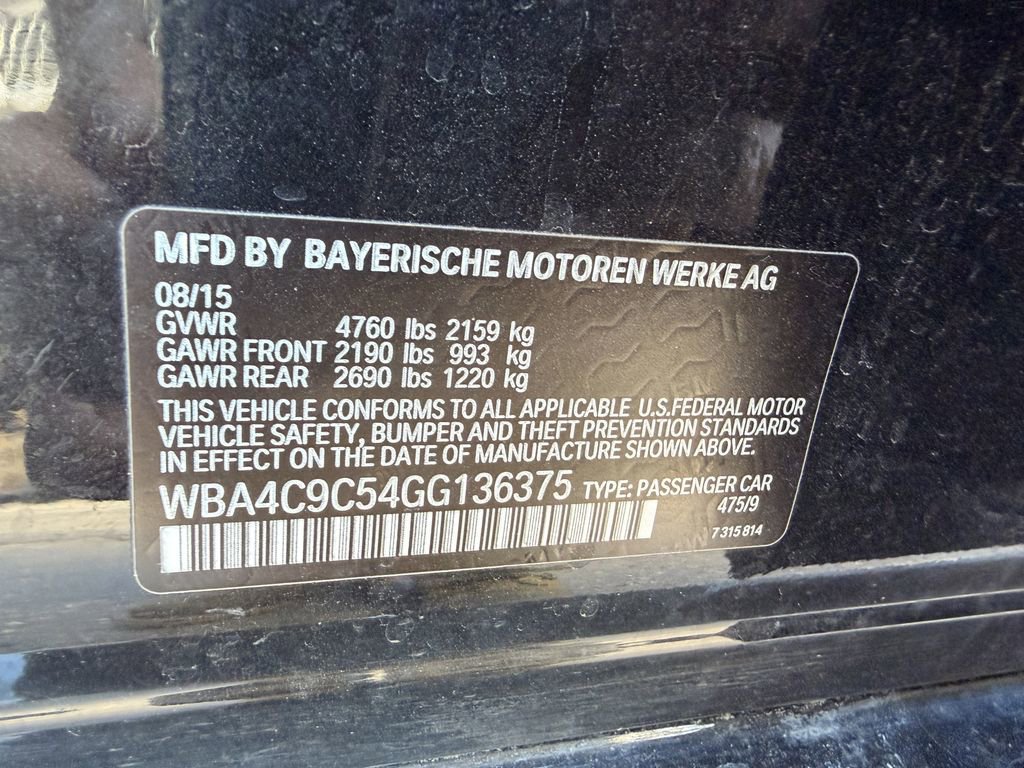 MFD BY BAYERISCHE MOTOREN WERKE AG
08/15
GVWR 4760 lbs 2159 kg
GAWR FRONT 2190 lbs 993 kg
GAWR REAR 2690 lbs 1220 kg
THIS VEHICLE CONFORMS TO ALL APPLICABLE U.S.FEDERAL MOTOR
VEHICLE SAFETY, BUMPER AND THEFT PREVENTION STANDARDS
IN EFFECT ON THE DATE OF MANUFACTURE SHOWN ABOVE.
WBA4C9C54GG136375 TYPE: PASSENGER CAR
475/9
7 315 814